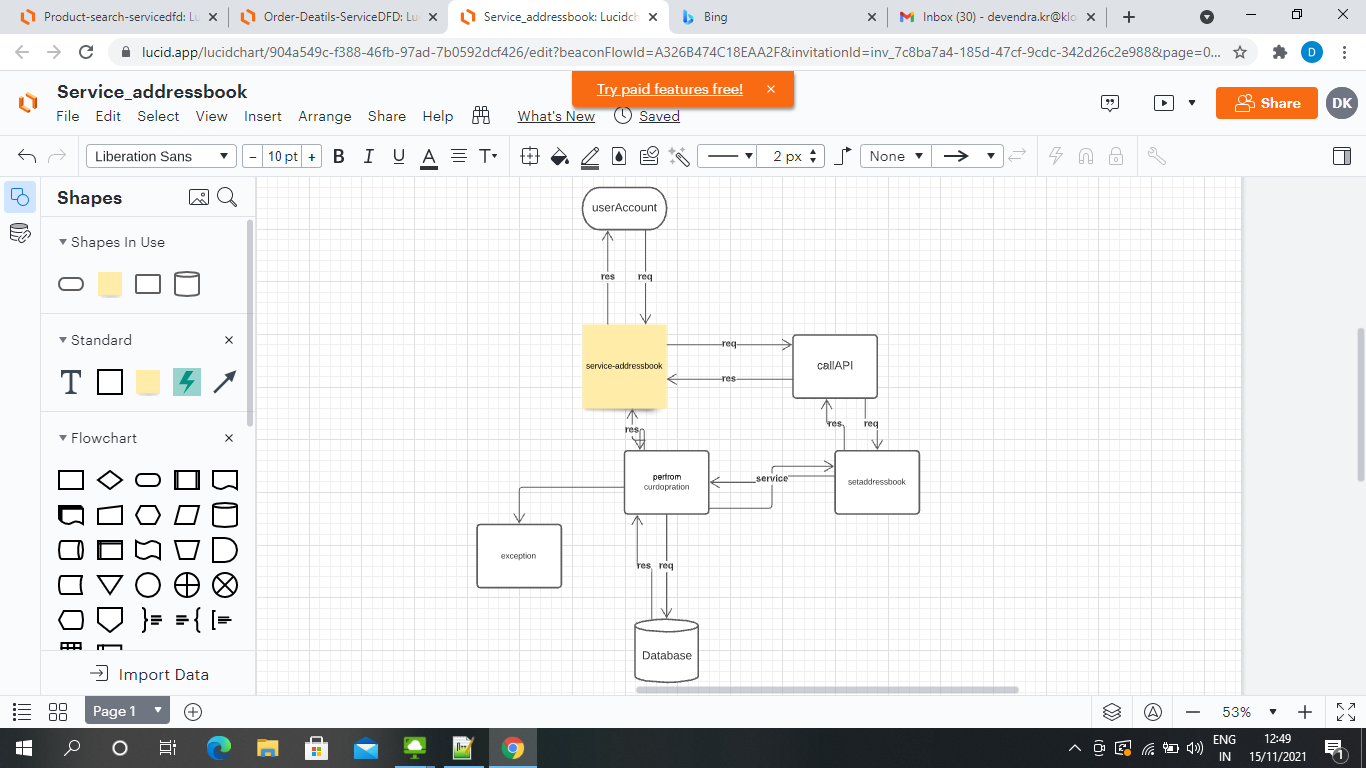 Product-search-servicedfd: Lu
Order-Deatils-ServiceDFD: Luc
Service_addressbook: Lucidch
Bing
Inbox (30) - devendra.kr@klo
lucid.app/lucidchart/904a549c-f388-46fb-97ad-7b0592dcf426/edit?beaconFlowId=A326B474C18EAA2F&invitationId=inv_7c8ba7a4-185d-47cf-9cdc-342d26c2e988&page=0...
D
Service_addressbook
Try paid features free!
File Edit Select View Insert Arrange Share Help What's New Saved
Share
DK
Liberation Sans
10 pt
B I U A T
2 px
None
Shapes
Shapes In Use
Standard
T
Flowchart
Import Data
userAccount
res req
service-addressbook
req
res
callAPI
res
res req
perfrom
curdopration
service
setaddressbook
exception
res req
Database
Page 1
53%
ENG
IN
12:49
15/11/2021
1